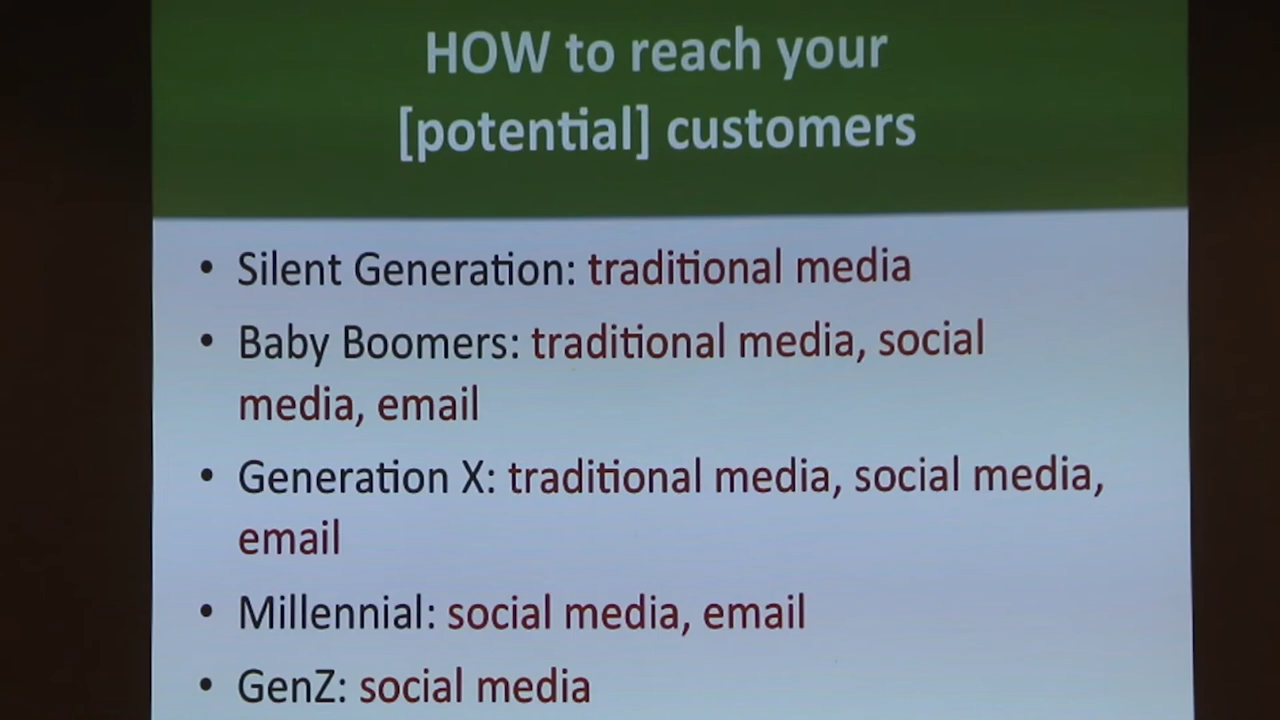 HOW to reach your
[potential] customers
• Silent Generation: traditional media
• Baby Boomers: traditional media, social
media, email
• Generation X: traditional media, social media,
email
• Millennial: social media, email
• GenZ: social media